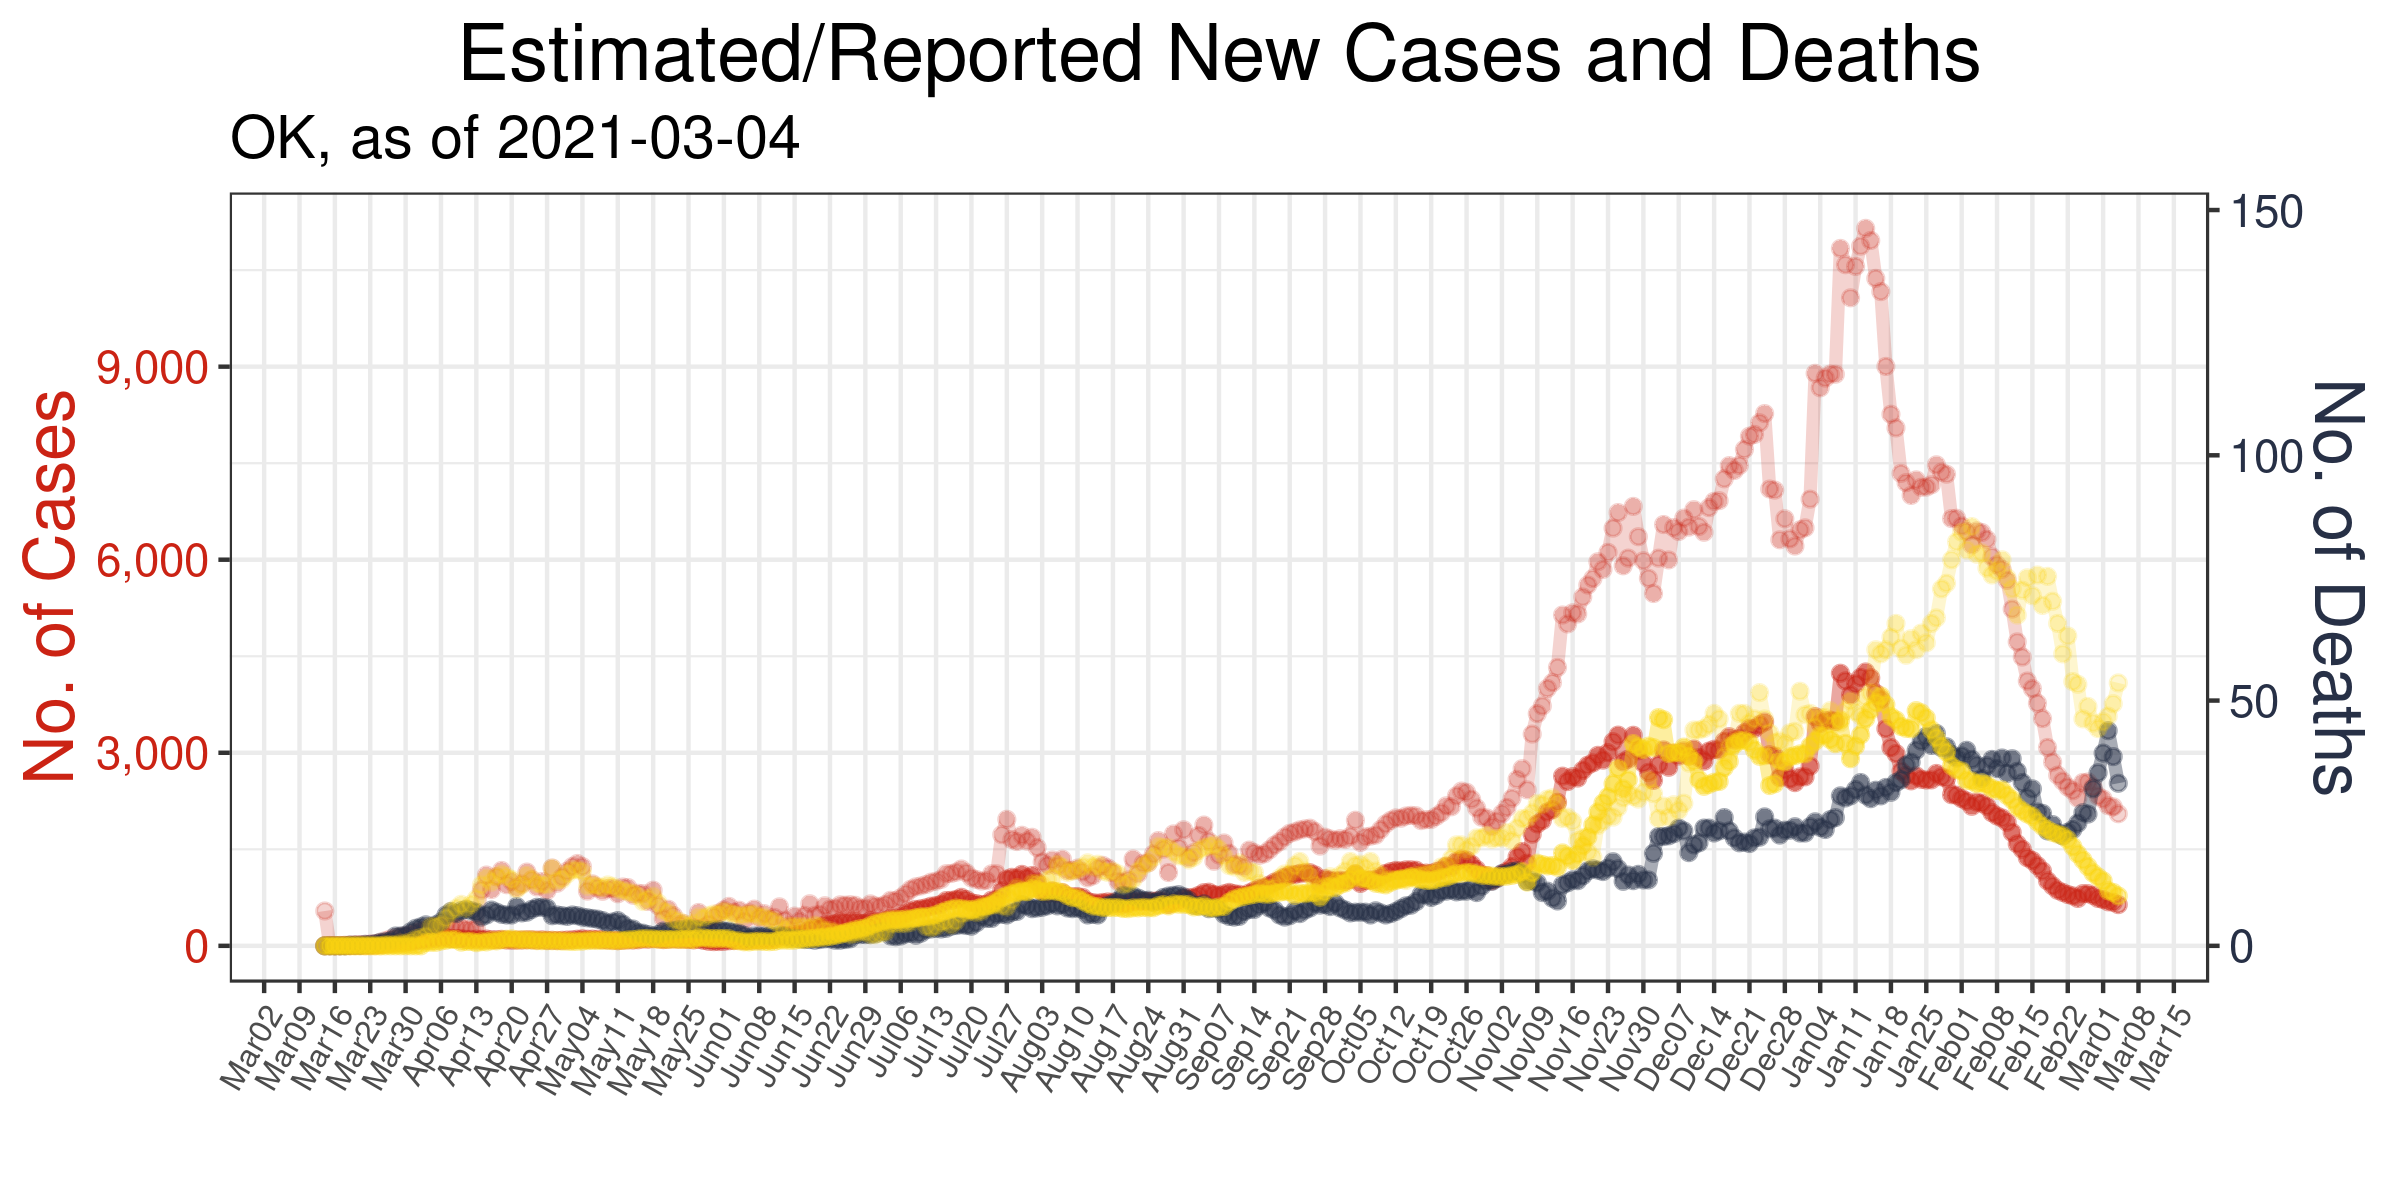 Estimated/Reported New Cases and Deaths
OK, as of 2021-03-04
No. of Cases
9,000
6,000
3,000
0
150
100
50
0
No. of Deaths
Mar02
Mar09
Mar16
Mar23
Mar30
Apr06
Apr13
Apr20
Apr27
May04
May11
May18
May25
Jun01
Jun08
Jun15
Jun22
Jun29
Jul06
Jul13
Jul20
Jul27
Aug03
Aug10
Aug17
Aug24
Aug31
Sep07
Sep14
Sep21
Sep28
Oct05
Oct12
Oct19
Oct26
Nov02
Nov09
Nov16
Nov23
Nov30
Dec07
Dec14
Dec21
Dec28
Dec04
Jan11
Jan18
Jan25
Feb01
Feb08
Feb15
Feb22
Mar01
Mar08
Mar15